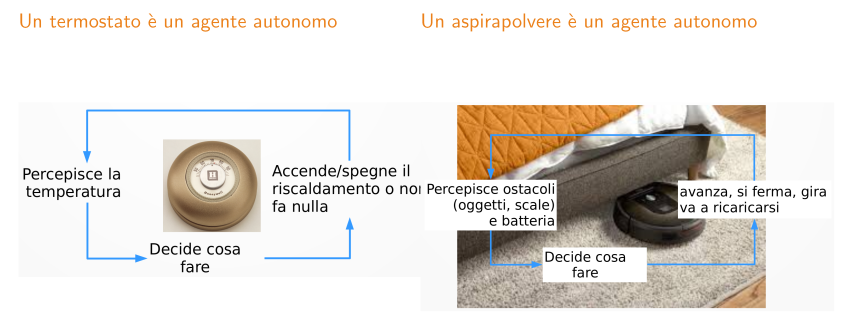 Un termostato è un agente autonomo
Percepisce la
temperatura
Accende/spegne il
riscaldamento o
fa nulla
Decide cosa
fare
Un aspirapolvere è un agente autonomo
Percepisce ostacoli
(oggetti, scale)
e batteria
avanza, si ferma, gira
va a ricaricarsi
Decide cosa
fare